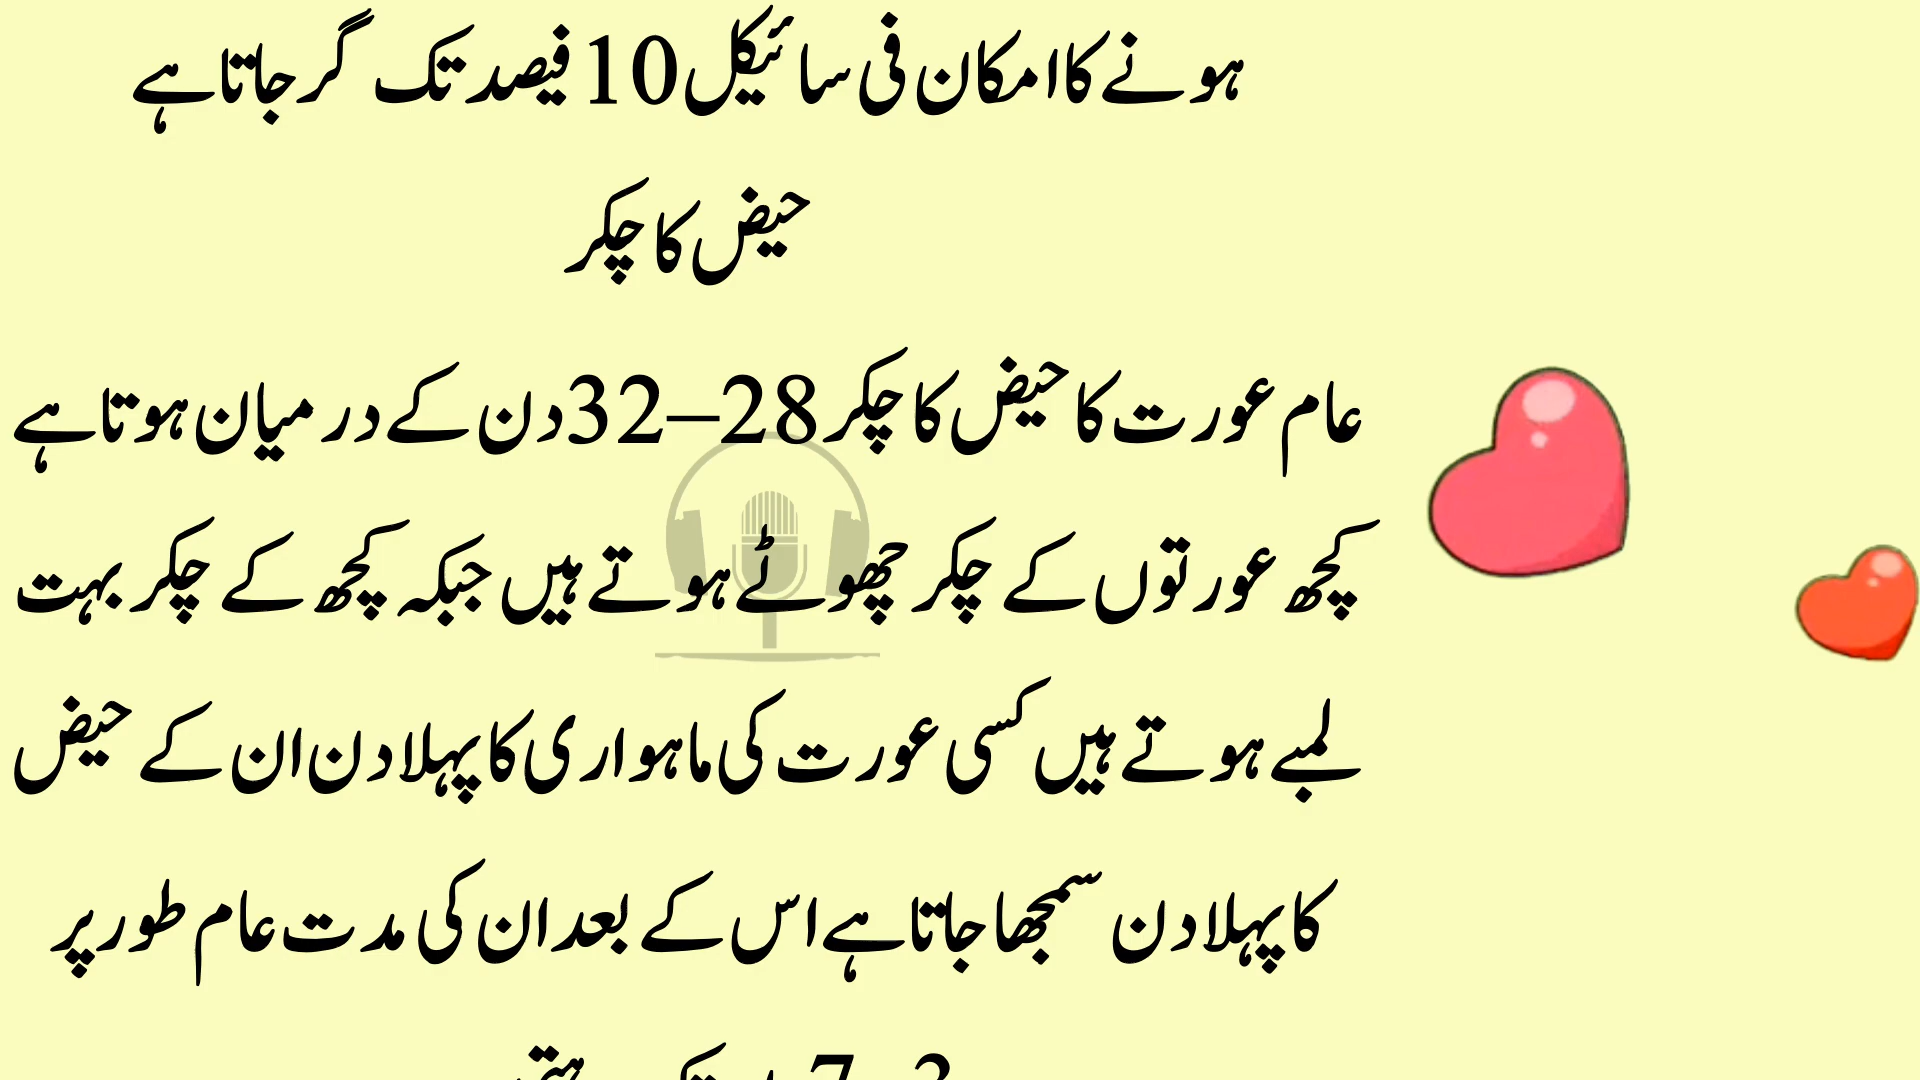 ہونے کا امکان فی سائیکل 10 فیصد تک گر جاتا ہے
حیض کا چکر
عام عورت کا حیض کا چکر 28–32 دن کے درمیان ہوتا ہے
کچھ عورتوں کے چکر چھوٹے ہوتے ہیں جبکہ کچھ کے چکر بہت
لمبے ہوتے ہیں کسی عورت کی ماہواری کا پہلا دن ان کے حیض
کا پہلا دن سمجھا جاتا ہے اس کے بعد ان کی مدت عام طور پر